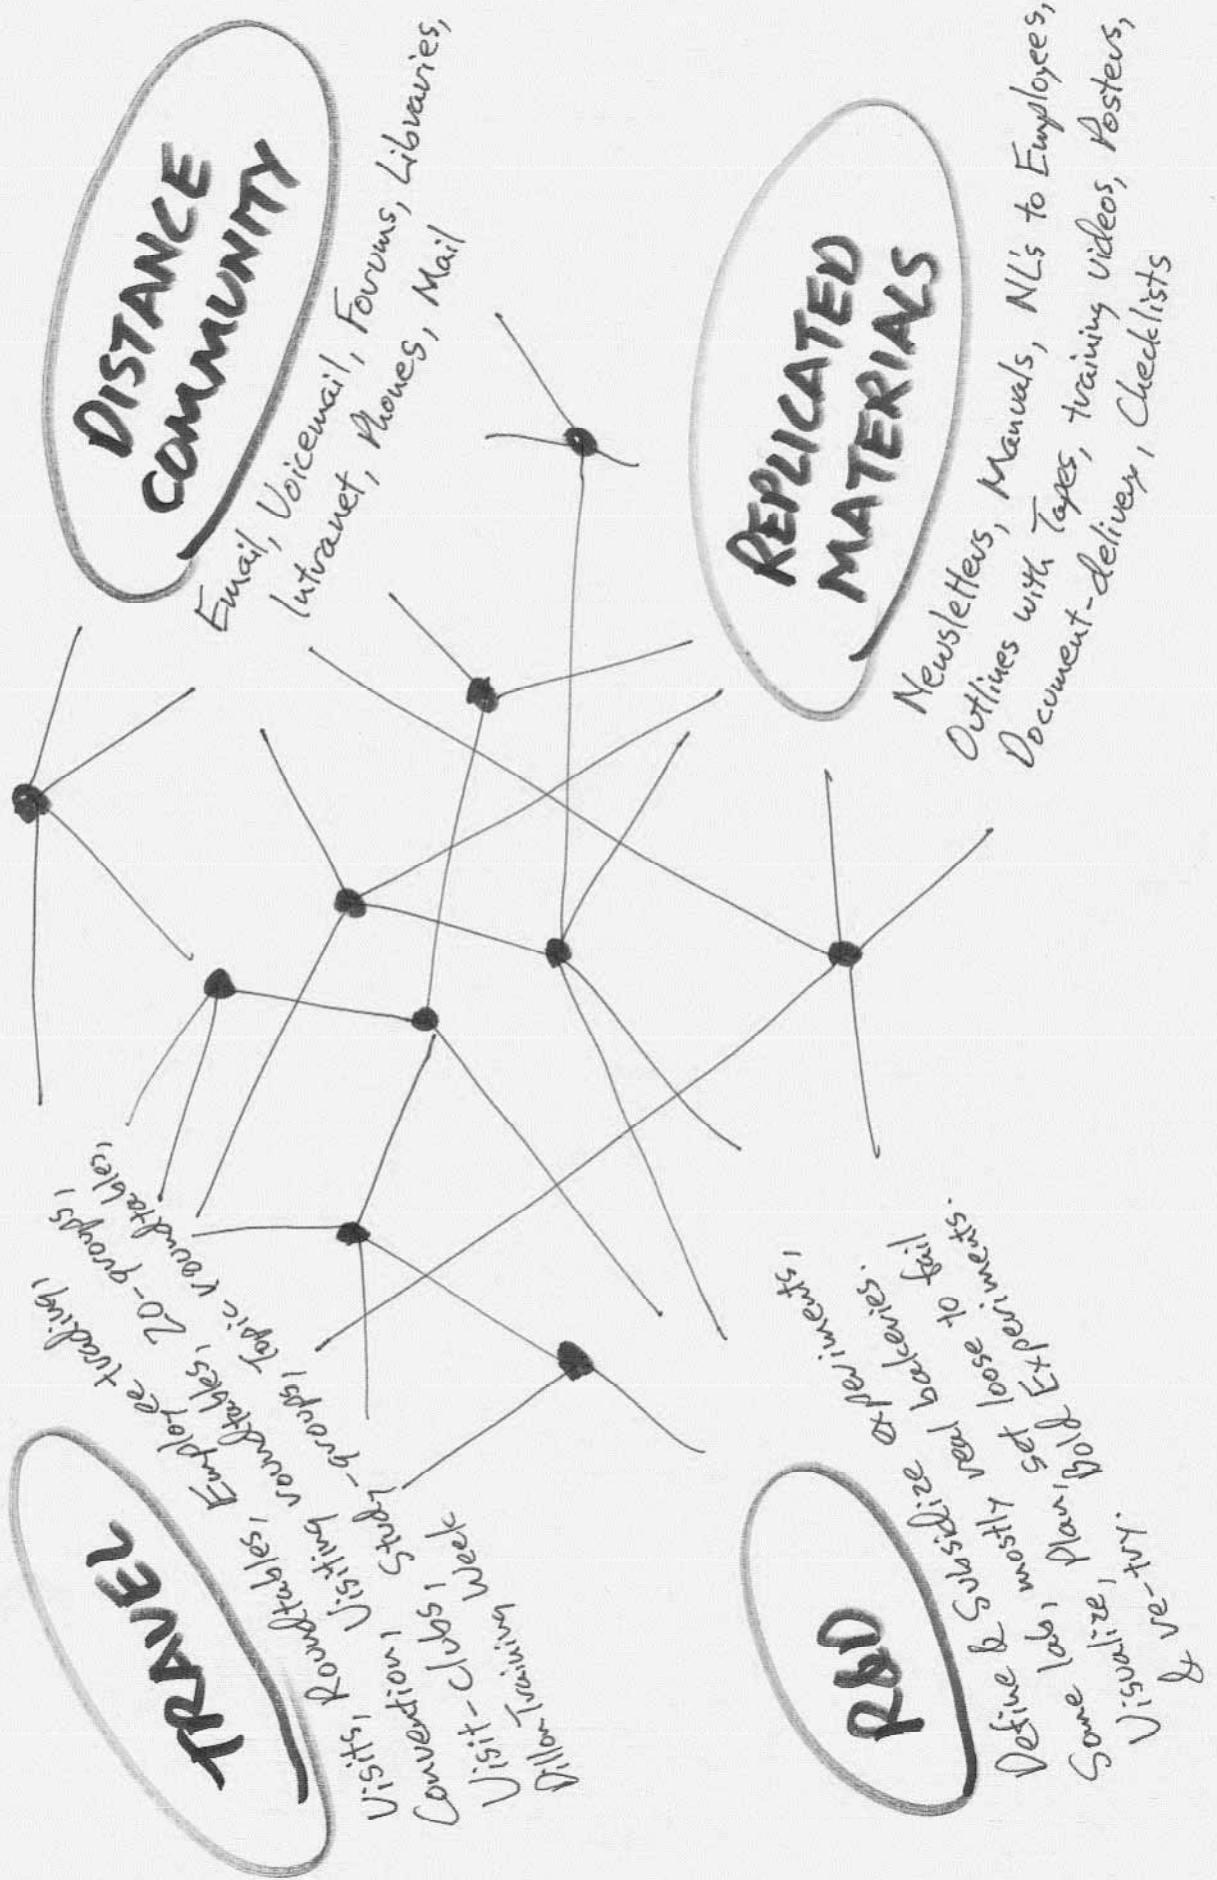 TRAVEL
Visits, Roundtables, Employee trading,
Convention, Visiting roundtables, 20-groups,
Visit-clubs, Study-groups, Topic roundtables,
Dillon Training Week
DISTANCE
COMMUNITY
Email, Voicemail, Forums, Libraries,
Intranet, Phones, Mail
R&D
Define & Subsidize experiments,
Some lab, mostly real bakeries.
Visualize, Plan, set loose to fail
& re-try. Bold Experiments.
REPLICATED
MATERIALS
Newsletters, Manuals, NL's to Employees,
Outlines with Tapes, training videos, Posters,
Document-delivery, Checklists